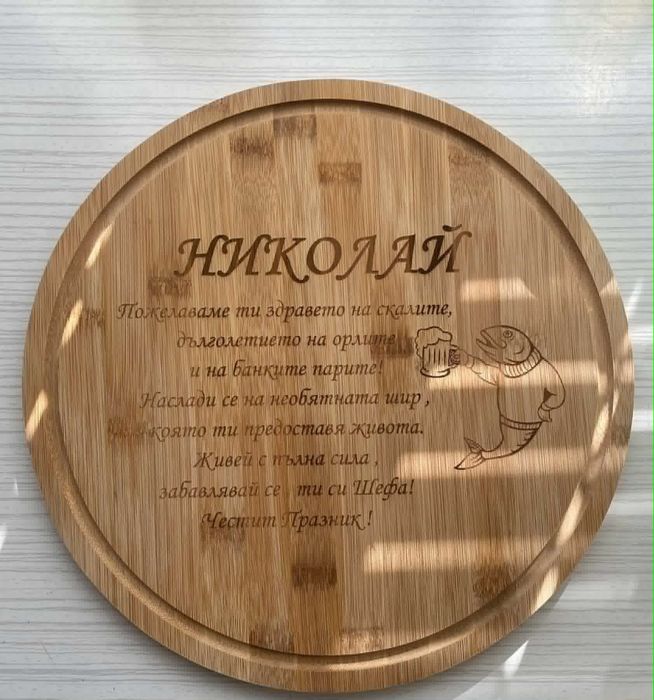 НИКОЛАЙ
Пожелаваме ти здравето на скалите,
дълголетието на орлите
и на банките парите!
Наслади се на необятната шир ,
която ти предоставя живота.
Живей с пълна сила ,
забавлявай се , ти си Шефа!
Честит Празник !